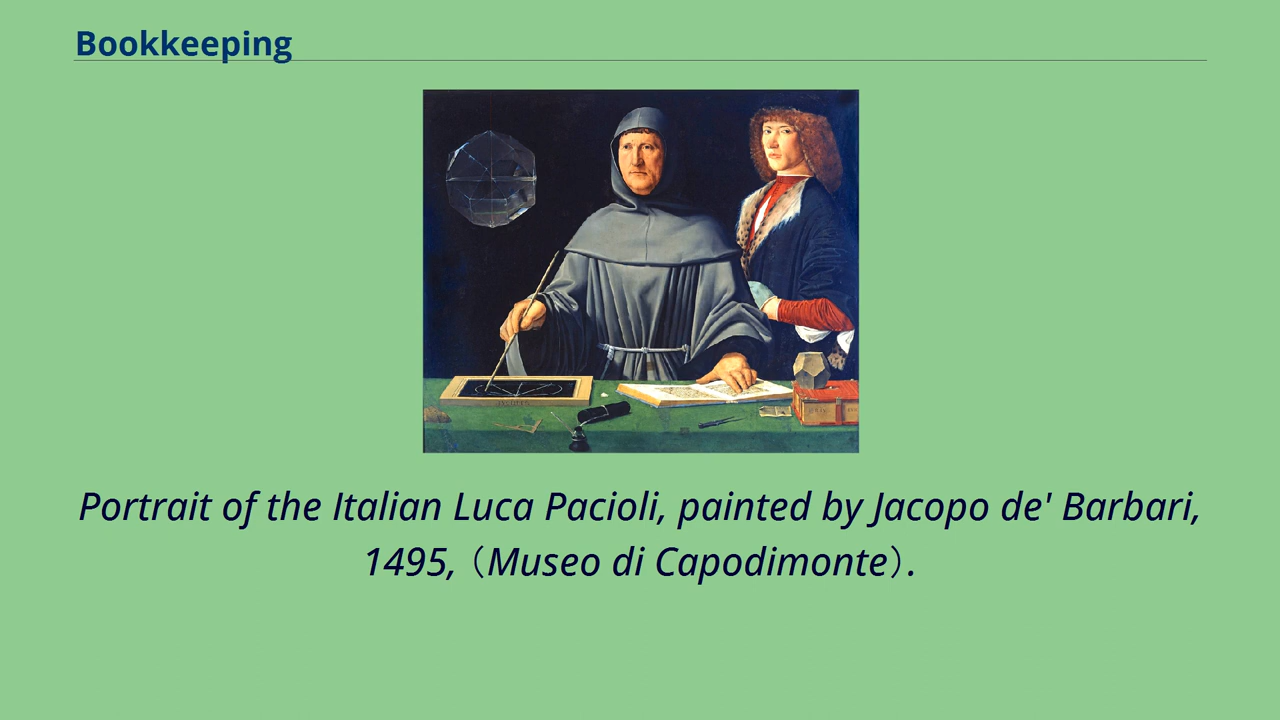 Bookkeeping
Portrait of the Italian Luca Pacioli, painted by Jacopo de' Barbari,
1495,（Museo di Capodimonte）.